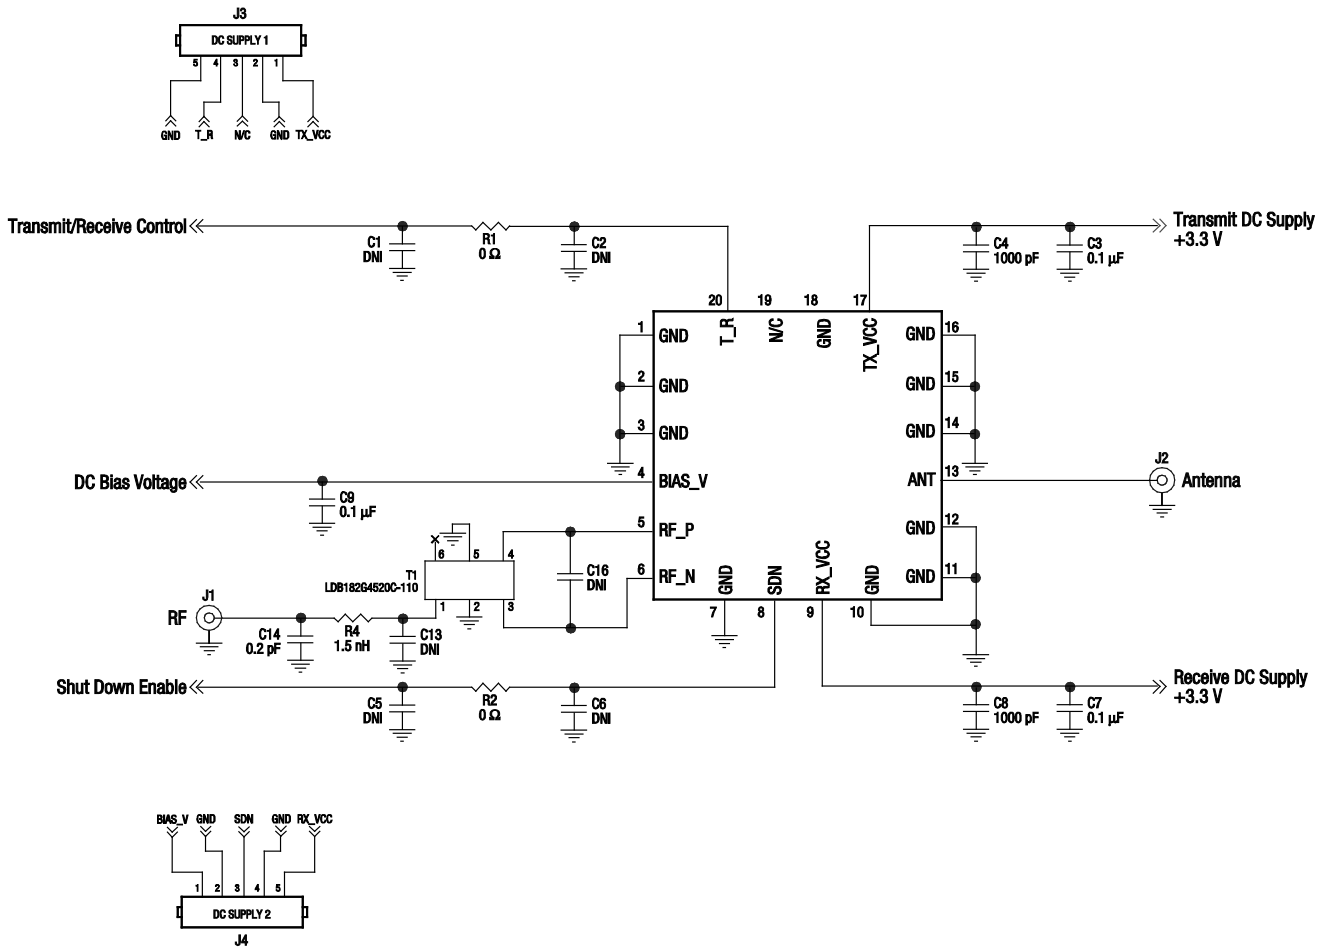 J3
DC SUPPLY 1
5 4 3 2 1
GND T_R N/C GND TX_VCC
Transmit/Receive Control
C1
DNI
R1
0 Ω
C2
DNI
C4
1000 pF
C3
0.1 µF
Transmit DC Supply
+3.3 V
20 19 18 17
T_R N/C GND TX_VCC
1 GND
2 GND
3 GND
4 BIAS_V
5 RF_P
6 RF_N
GND 16
GND 15
GND 14
ANT 13
GND 12
GND 11
J2
Antenna
DC Bias Voltage
C9
0.1 µF
6 5 4
T1
LDB182G4520C-110
1 2 3
C16
DNI
GND SDN RX_VCC GND
7 8 9 10
J1
RF
C14
0.2 pF
R4
1.5 nH
C13
DNI
Shut Down Enable
C5
DNI
R2
0 Ω
C6
DNI
C8
1000 pF
C7
0.1 µF
Receive DC Supply
+3.3 V
BIAS_V GND SDN GND RX_VCC
1 2 3 4 5
DC SUPPLY 2
J4